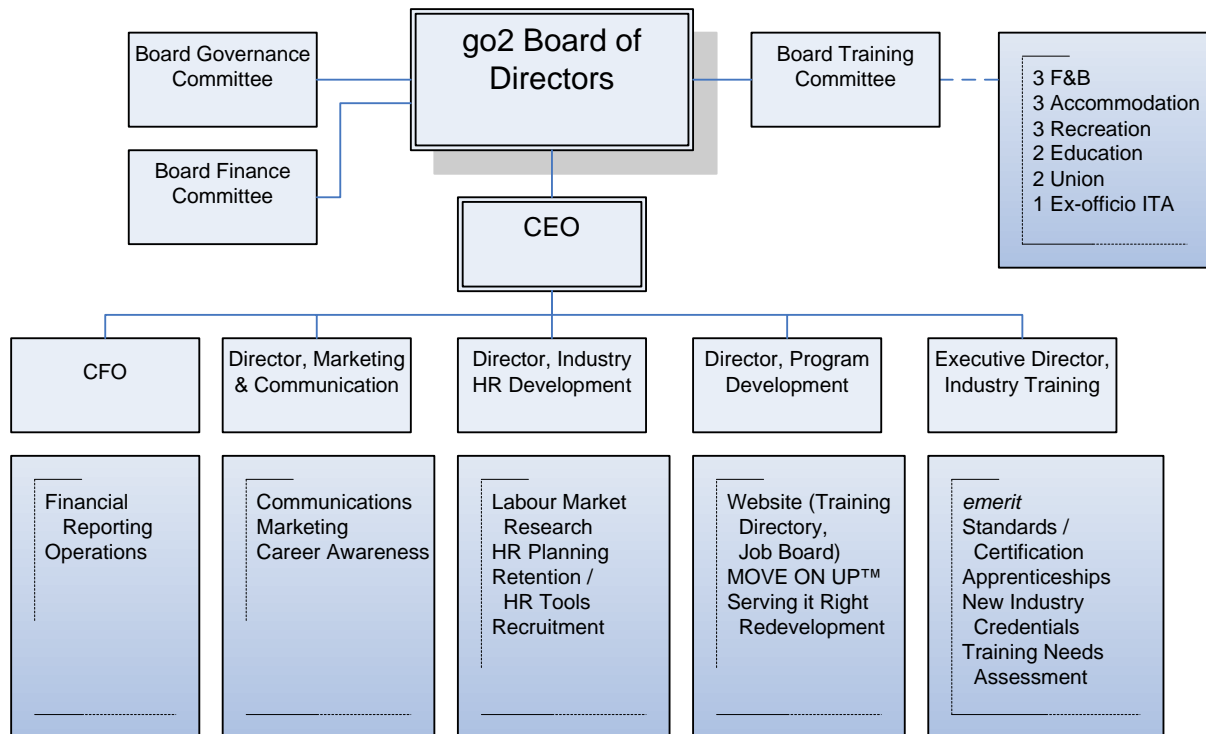 go2 Board of
Directors
Board Governance
Committee
Board Finance
Committee
Board Training
Committee
3 F&B
3 Accommodation
3 Recreation
2 Education
2 Union
1 Ex-officio ITA
CEO
CFO
Director, Marketing
& Communication
Director, Industry
HR Development
Director, Program
Development
Executive Director,
Industry Training
Financial
Reporting
Operations
Communications
Marketing
Career Awareness
Labour Market
Research
HR Planning
Retention /
HR Tools
Recruitment
Website (Training
Directory,
Job Board)
MOVE ON UP™
Serving it Right
Redevelopment
emerit
Standards /
Certification
Apprenticeships
New Industry
Credentials
Training Needs
Assessment